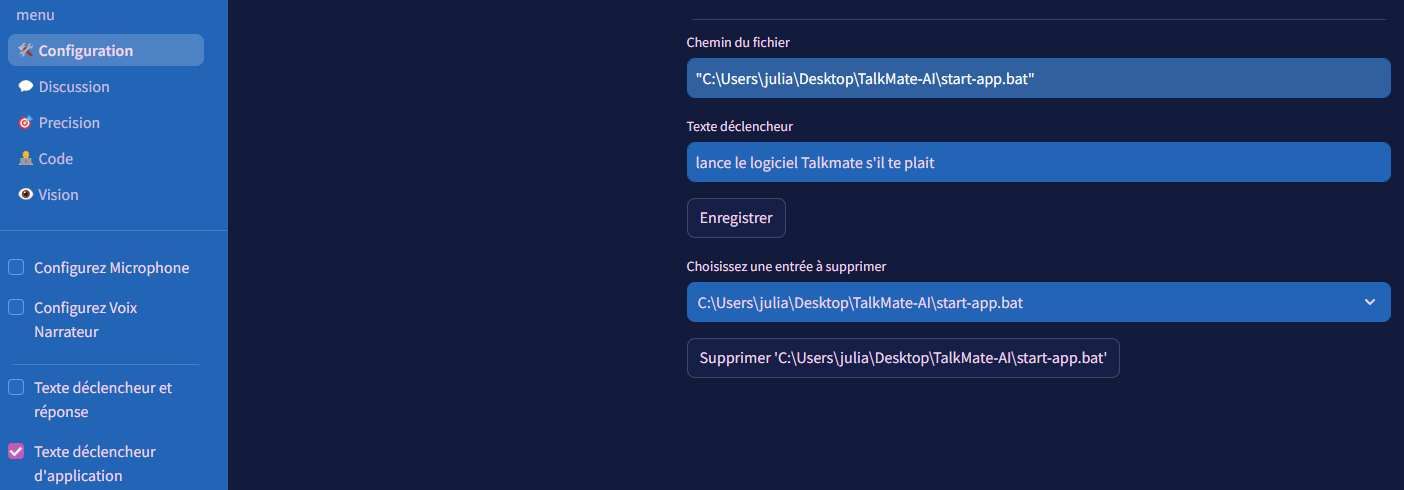 menu
Configuration
Discussion
Precision
Code
Vision
Configurez Microphone
Configurez Voix
Narrateur
Texte déclencheur et
réponse
Texte déclencheur
d'application
Chemin du fichier
"C:\Users\julia\Desktop\TalkMate-AI\start-app.bat"
Texte déclencheur
lance le logiciel Talkmate s'il te plait
Enregistrer
Choisissez une entrée à supprimer
C:\Users\julia\Desktop\TalkMate-AI\start-app.bat
Supprimer 'C:\Users\julia\Desktop\TalkMate-AI\start-app.bat'